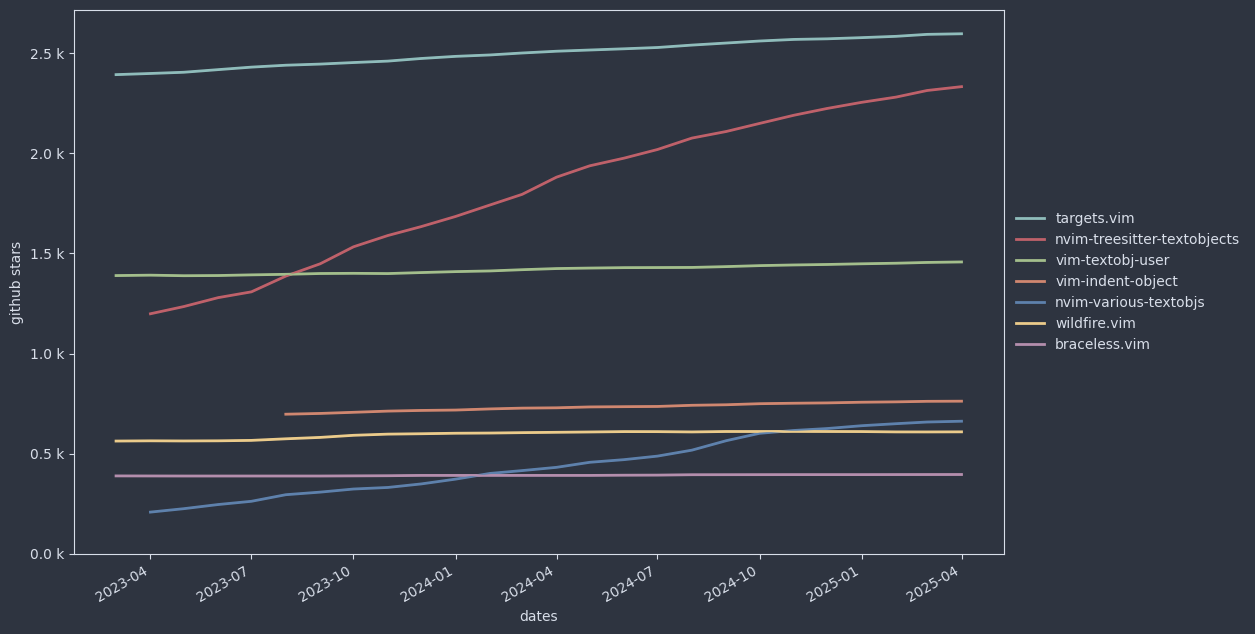 2.5 k
2.0 k
1.5 k
1.0 k
0.5 k
0.0 k
github stars
2023-04
2023-07
2023-10
2024-01
2024-04
2024-07
2024-10
2025-01
2025-04
dates
targets.vim
nvim-treesitter-textobjects
vim-textobj-user
vim-indent-object
nvim-various-textobjs
wildfire.vim
braceless.vim